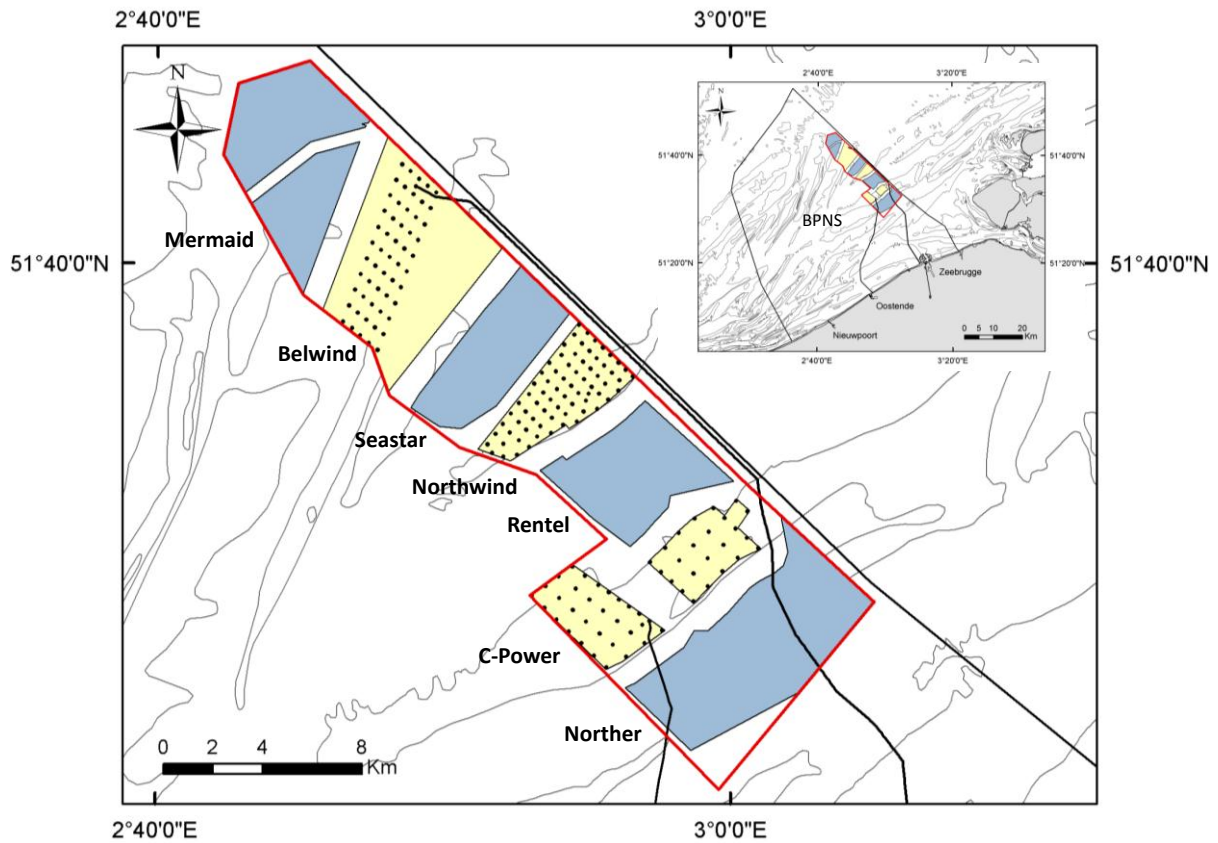 2°40'0"E
3°0'0"E
N
Mermaid
51°40'0"N
Belwind
Seastar
Northwind
Rentel
C-Power
Norther
0 2 4 8
Km
2°40'0"E
3°0'0"E
51°40'0"N
2°40'0"E
3°20'0"E
N
51°40'0"N
51°40'0"N
BPNS
51°20'0"N
51°20'0"N
Zeebrugge
Oostende
Nieuwpoort
0 5 10 20
Km
2°40'0"E
3°20'0"E